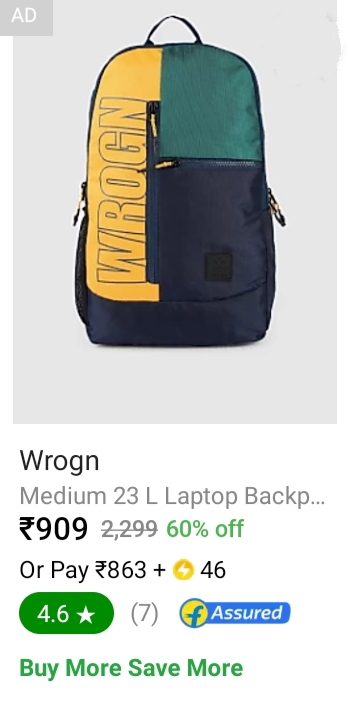 AD
WROGN
Wrogn
Medium 23 L Laptop Backp...
₹909 2,299 60% off
Or Pay ₹863 + 46
4.6 ★ (7) f Assured
Buy More Save More